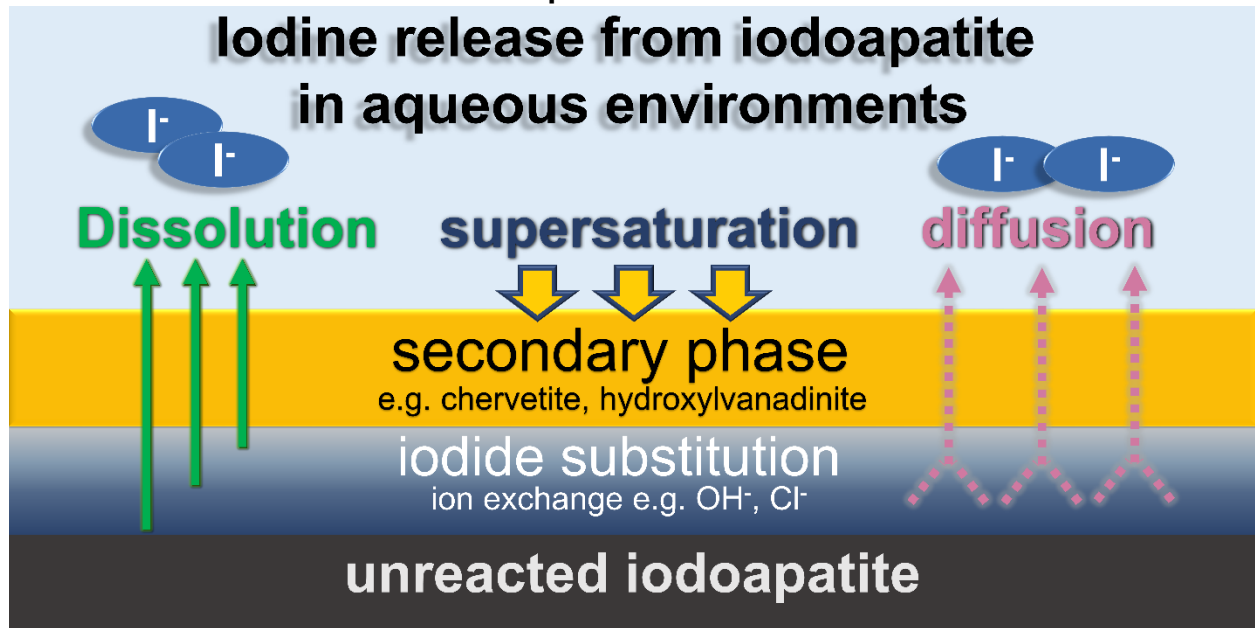 Iodine release from iodoapatite
in aqueous environments
I-
I-
I-
I-
Dissolution
supersaturation
diffusion
secondary phase
e.g. chervetite, hydroxylvanadinite
iodide substitution
ion exchange e.g. OH-, Cl-
unreacted iodoapatite